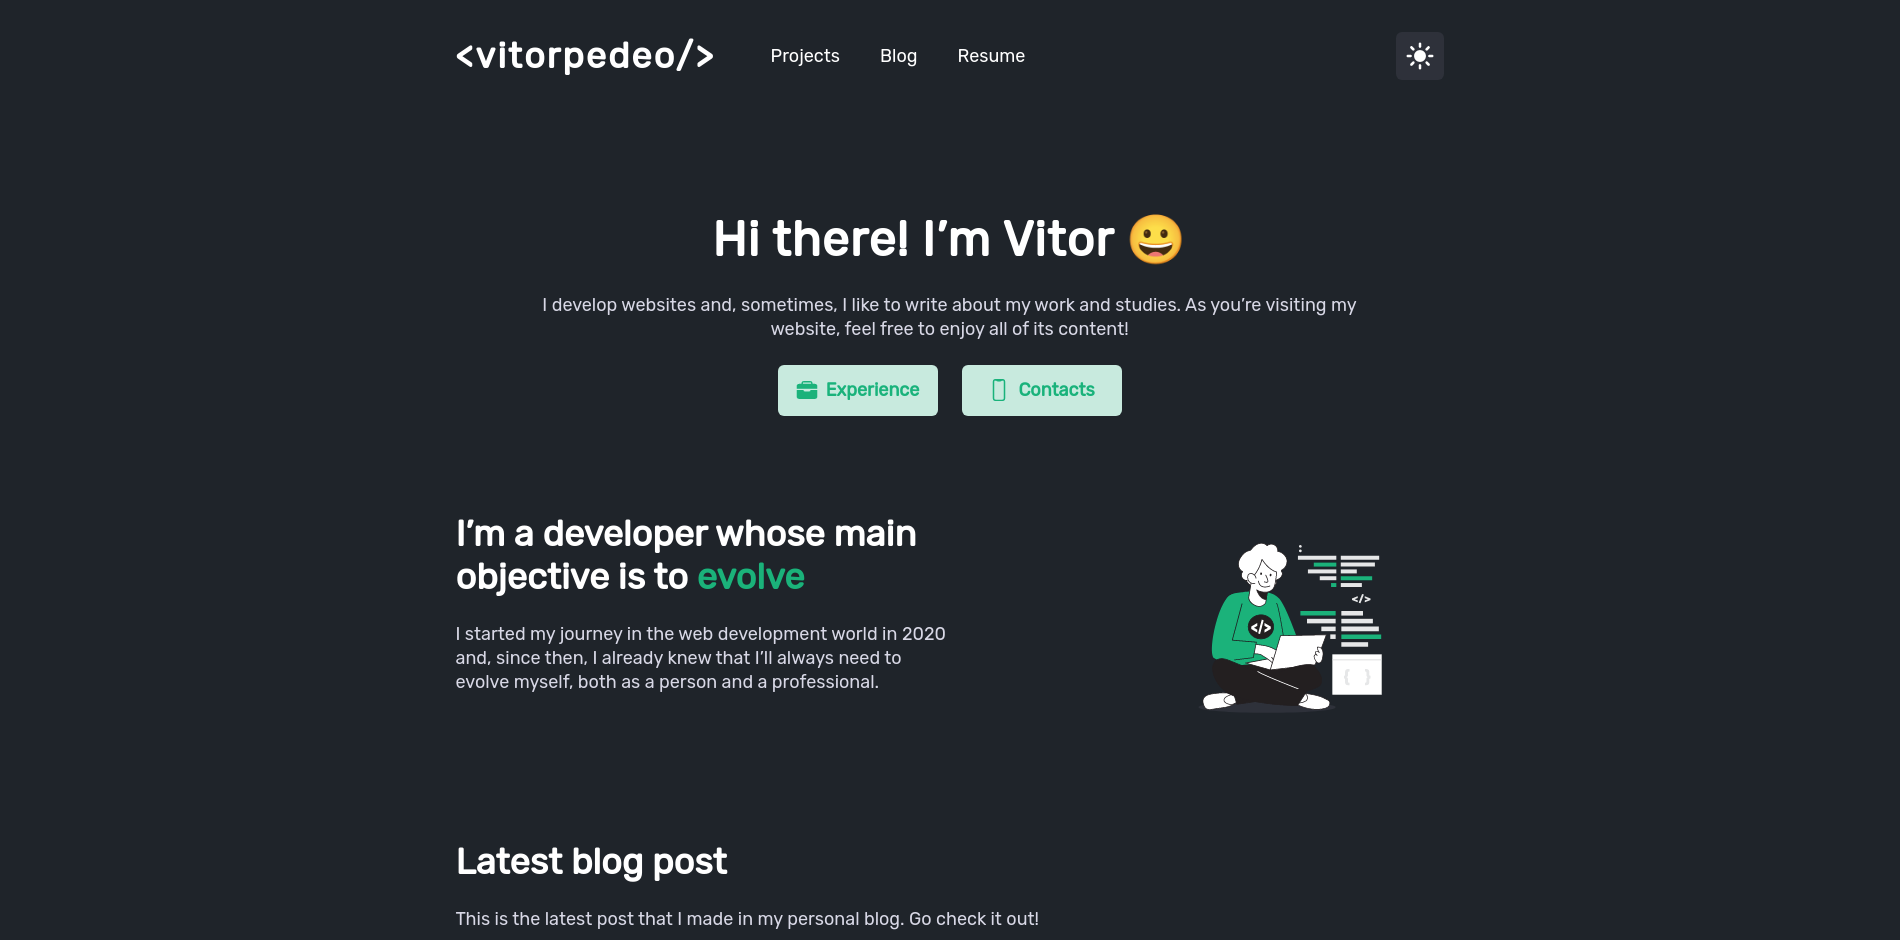 <vitorpedeo/>
Projects
Blog
Resume
Hi there! I’m Vitor 😀
I develop websites and, sometimes, I like to write about my work and studies. As you’re visiting my
website, feel free to enjoy all of its content!
Experience
Contacts
I’m a developer whose main
objective is to evolve
I started my journey in the web development world in 2020
and, since then, I already knew that I’ll always need to
evolve myself, both as a person and a professional.
</>
</>
{ }
Latest blog post
This is the latest post that I made in my personal blog. Go check it out!